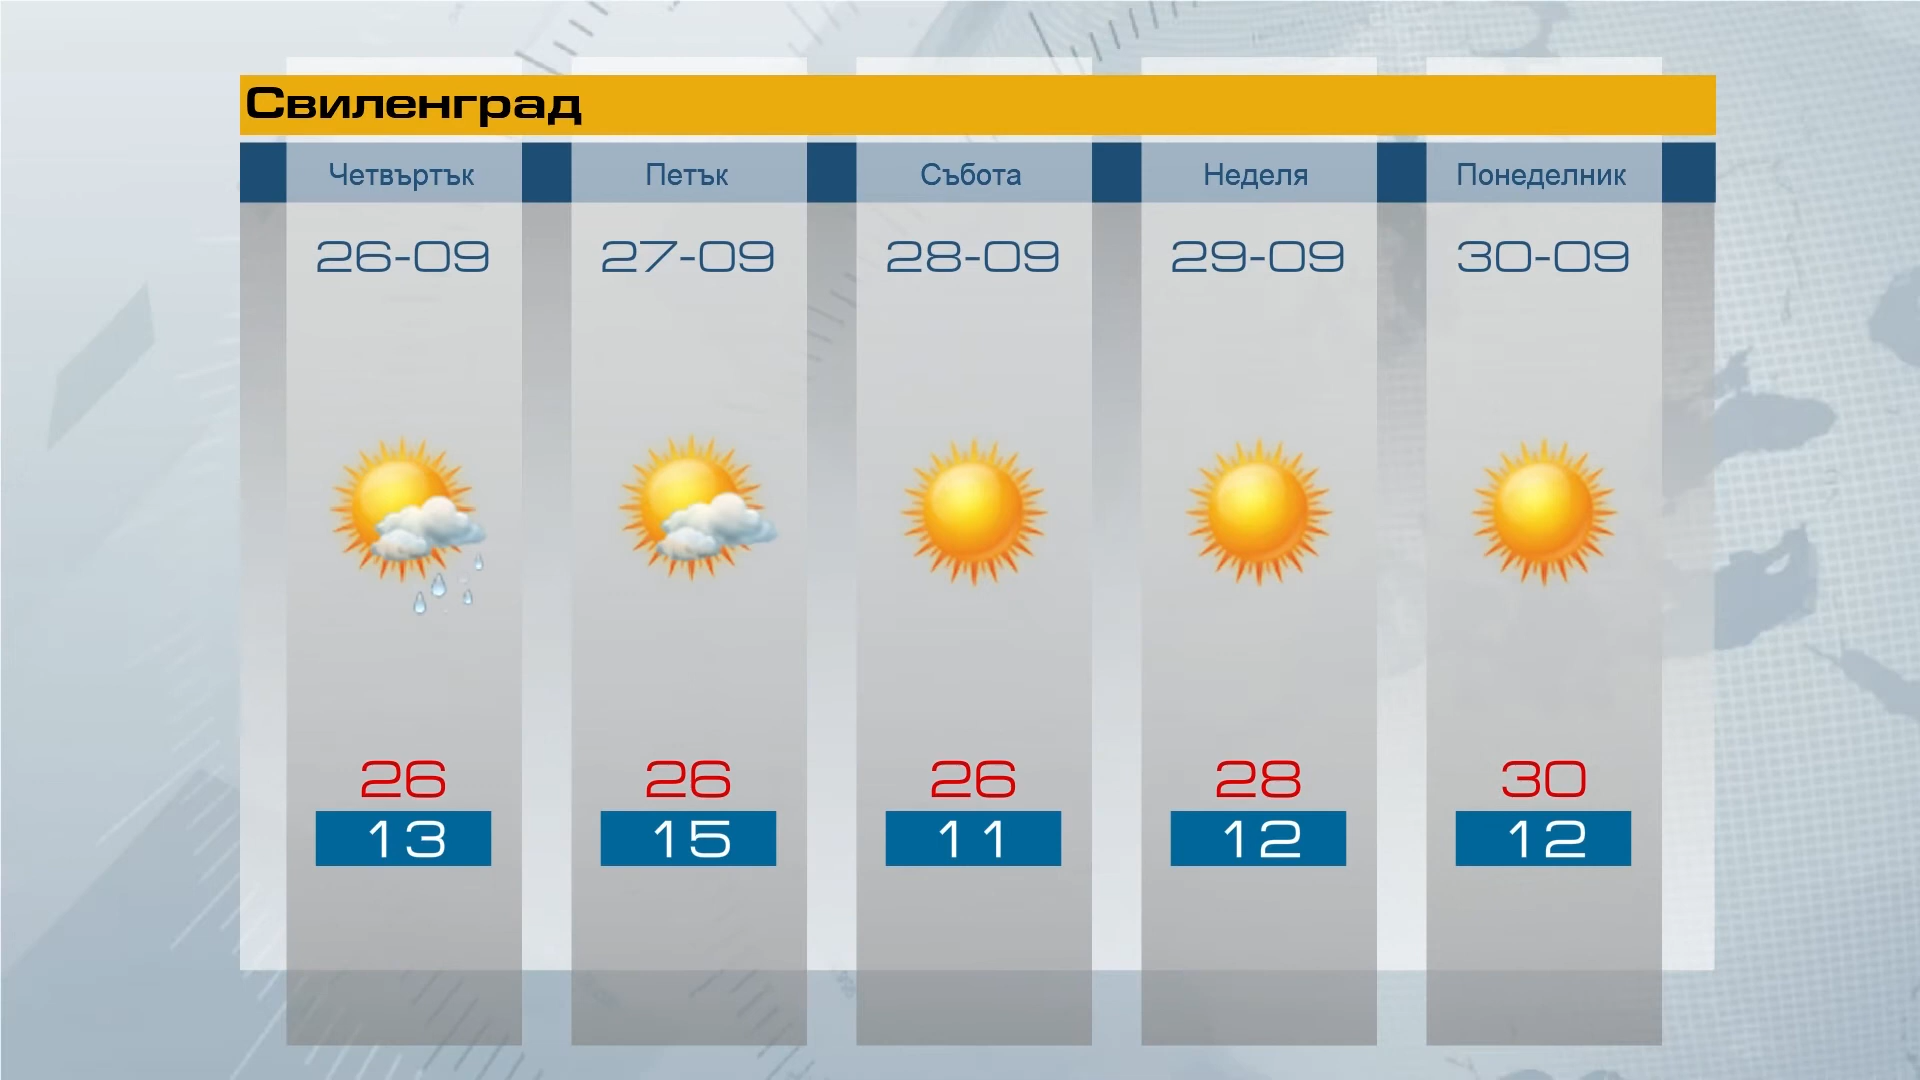 Свиленград
Четвъртък Петък Събота Неделя Понеделник
26-09 27-09 28-09 29-09 30-09
26 26 26 28 30
13 15 11 12 12